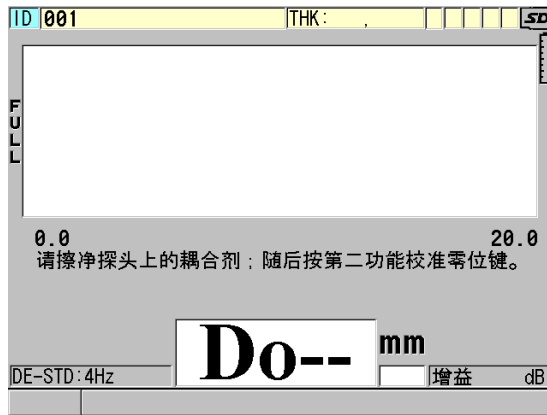 ID 001 THK: , SD
FULL
0.0 20.0
请擦净探头上的耦合剂；随后按第二功能校准零位键。
Do-- mm
DE-STD:4Hz 增益 dB